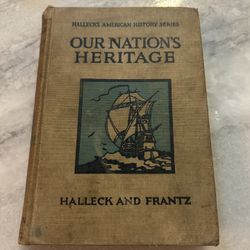 HALLECK'S AMERICAN HISTORY SERIES
OUR NATION'S
HERITAGE
HALLECK AND FRANTZ